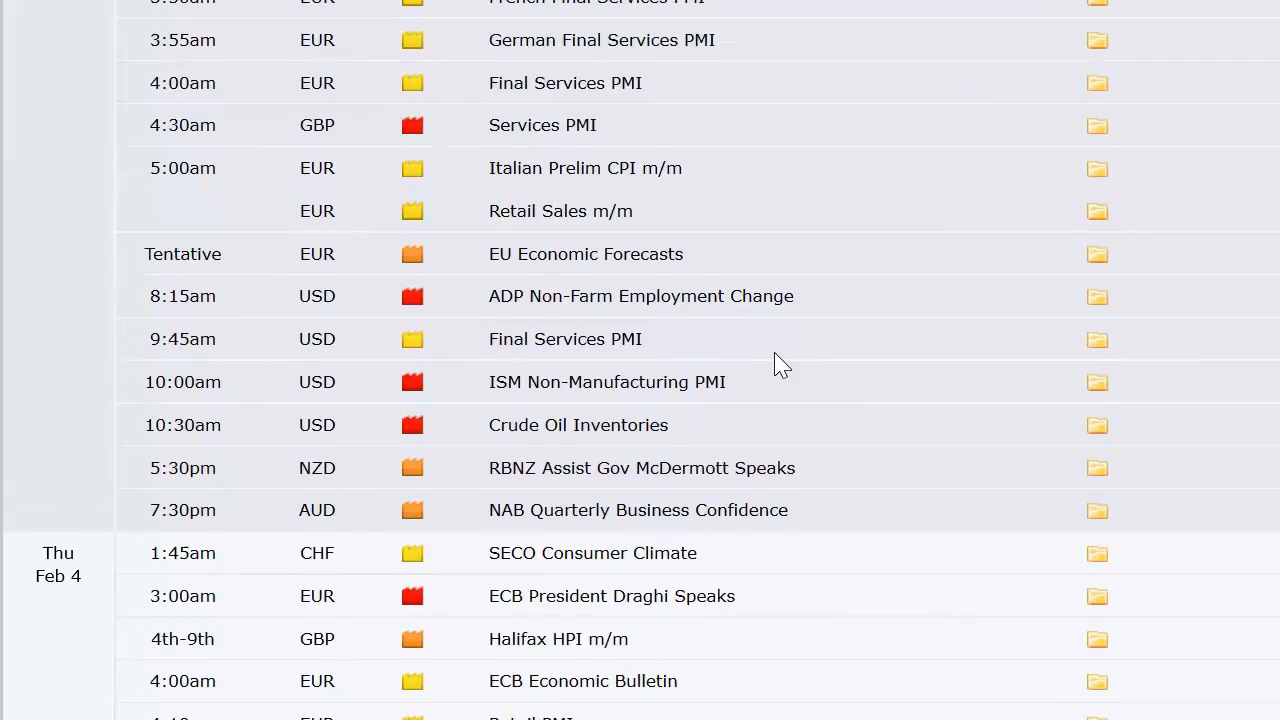 3:55am EUR German Final Services PMI
4:00am EUR Final Services PMI
4:30am GBP Services PMI
5:00am EUR Italian Prelim CPI m/m
EUR Retail Sales m/m
Tentative EUR EU Economic Forecasts
8:15am USD ADP Non-Farm Employment Change
9:45am USD Final Services PMI
10:00am USD ISM Non-Manufacturing PMI
10:30am USD Crude Oil Inventories
5:30pm NZD RBNZ Assist Gov McDermott Speaks
7:30pm AUD NAB Quarterly Business Confidence
Thu 1:45am CHF SECO Consumer Climate
Feb 4
3:00am EUR ECB President Draghi Speaks
4th-9th GBP Halifax HPI m/m
4:00am EUR ECB Economic Bulletin